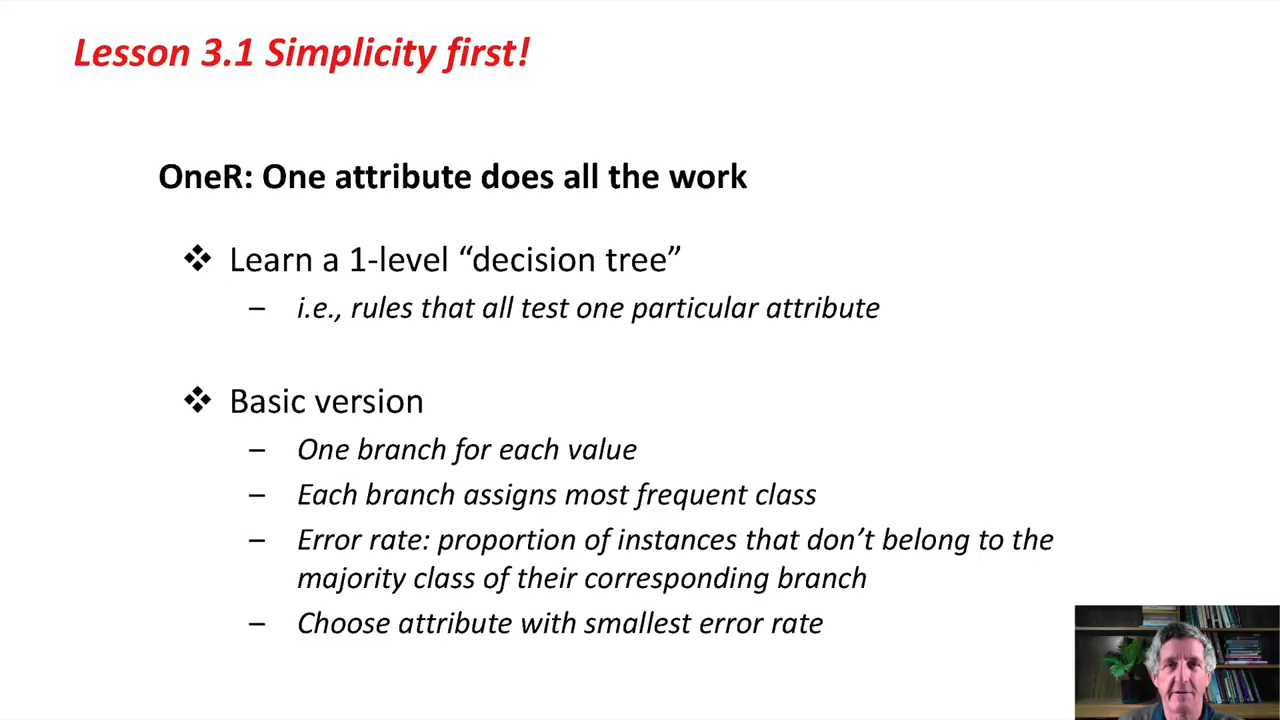 Lesson 3.1 Simplicity first!
OneR: One attribute does all the work
❖ Learn a 1-level “decision tree”
– i.e., rules that all test one particular attribute
❖ Basic version
– One branch for each value
– Each branch assigns most frequent class
– Error rate: proportion of instances that don’t belong to the
majority class of their corresponding branch
– Choose attribute with smallest error rate